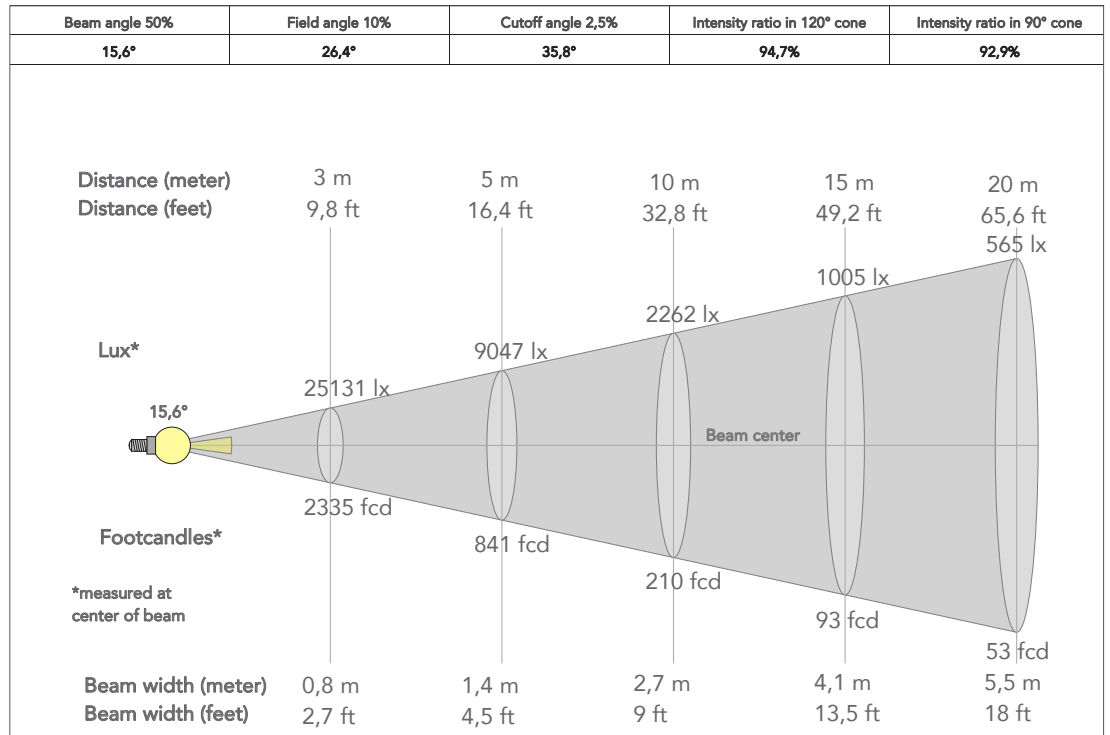 Beam angle 50% Field angle 10% Cutoff angle 2,5% Intensity ratio in 120° cone Intensity ratio in 90° cone
15,6° 26,4° 35,8° 94,7% 92,9%
Distance (meter) 3 m 5 m 10 m 15 m 20 m
Distance (feet) 9,8 ft 16,4 ft 32,8 ft 49,2 ft 65,6 ft
565 lx
1005 lx
2262 lx
Lux* 9047 lx
25131 lx
15,6°
Beam center
2335 fcd
Footcandles* 841 fcd
210 fcd
*measured at
center of beam
93 fcd
53 fcd
Beam width (meter) 0,8 m 1,4 m 2,7 m 4,1 m 5,5 m
Beam width (feet) 2,7 ft 4,5 ft 9 ft 13,5 ft 18 ft